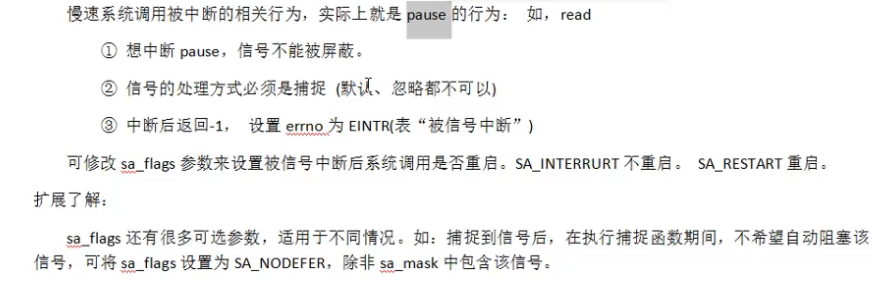 慢速系统调用被中断的相关行为，实际上就是 pause 的行为： 如，read
① 想中断 pause，信号不能被屏蔽。
② 信号的处理方式必须是捕捉 (默认、忽略都不可以)
③ 中断后返回-1， 设置 errno 为 EINTR(表“被信号中断”)
可修改 sa_flags 参数来设置被信号中断后系统调用是否重启。SA_INTERRURT 不重启。 SA_RESTART 重启。
扩展了解：
sa_flags 还有很多可选参数，适用于不同情况。如：捕捉到信号后，在执行捕捉函数期间，不希望自动阻塞该
信号，可将 sa_flags 设置为 SA_NODEFER，除非 sa_mask 中包含该信号。